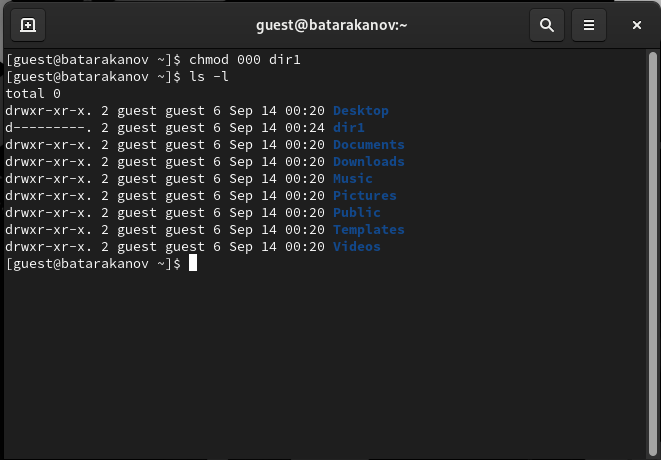 guest@batarakanov:~
[guest@batarakanov ~]$ chmod 000 dir1
[guest@batarakanov ~]$ ls -l
total 0
drwxr-xr-x. 2 guest guest 6 Sep 14 00:20 Desktop
d---------. 2 guest guest 6 Sep 14 00:24 dir1
drwxr-xr-x. 2 guest guest 6 Sep 14 00:20 Documents
drwxr-xr-x. 2 guest guest 6 Sep 14 00:20 Downloads
drwxr-xr-x. 2 guest guest 6 Sep 14 00:20 Music
drwxr-xr-x. 2 guest guest 6 Sep 14 00:20 Pictures
drwxr-xr-x. 2 guest guest 6 Sep 14 00:20 Public
drwxr-xr-x. 2 guest guest 6 Sep 14 00:20 Templates
drwxr-xr-x. 2 guest guest 6 Sep 14 00:20 Videos
[guest@batarakanov ~]$